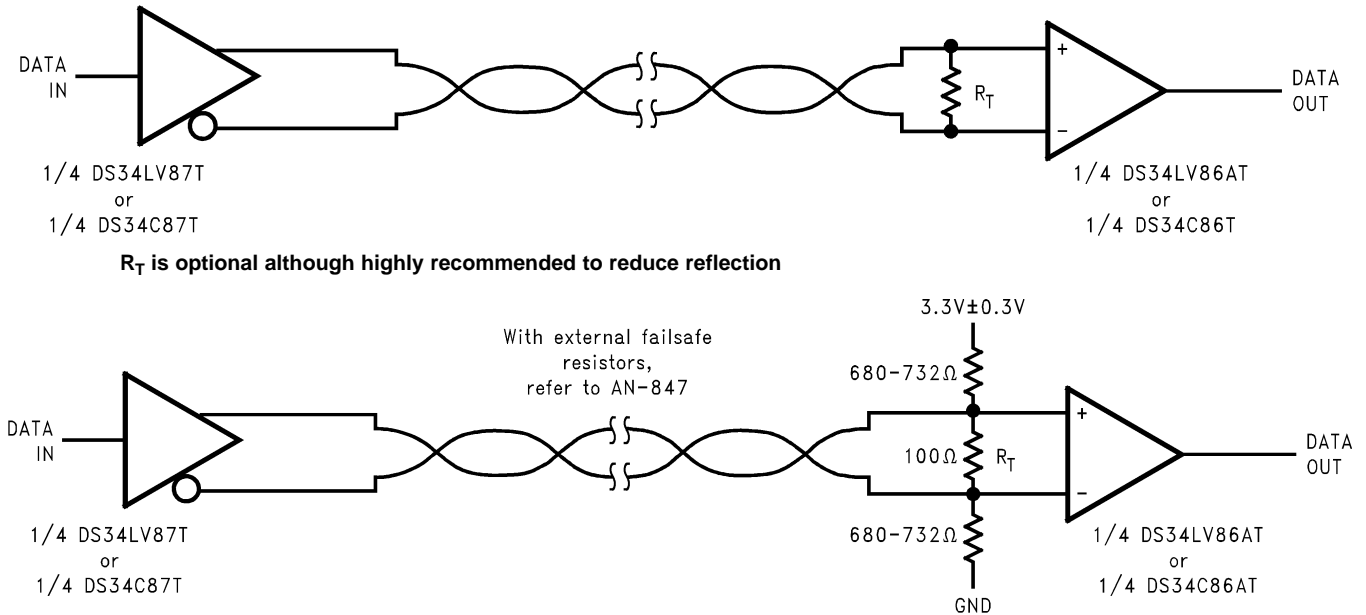 DATA
IN
+
R_T
−
DATA
OUT
1/4 DS34LV87T
or
1/4 DS34C87T
1/4 DS34LV86AT
or
1/4 DS34C86T
R_T is optional although highly recommended to reduce reflection
3.3V±0.3V
With external failsafe
resistors,
refer to AN-847
680-732Ω
DATA
IN
+
100Ω R_T
−
DATA
OUT
680-732Ω
1/4 DS34LV87T
or
1/4 DS34C87T
1/4 DS34LV86AT
or
1/4 DS34C86AT
GND